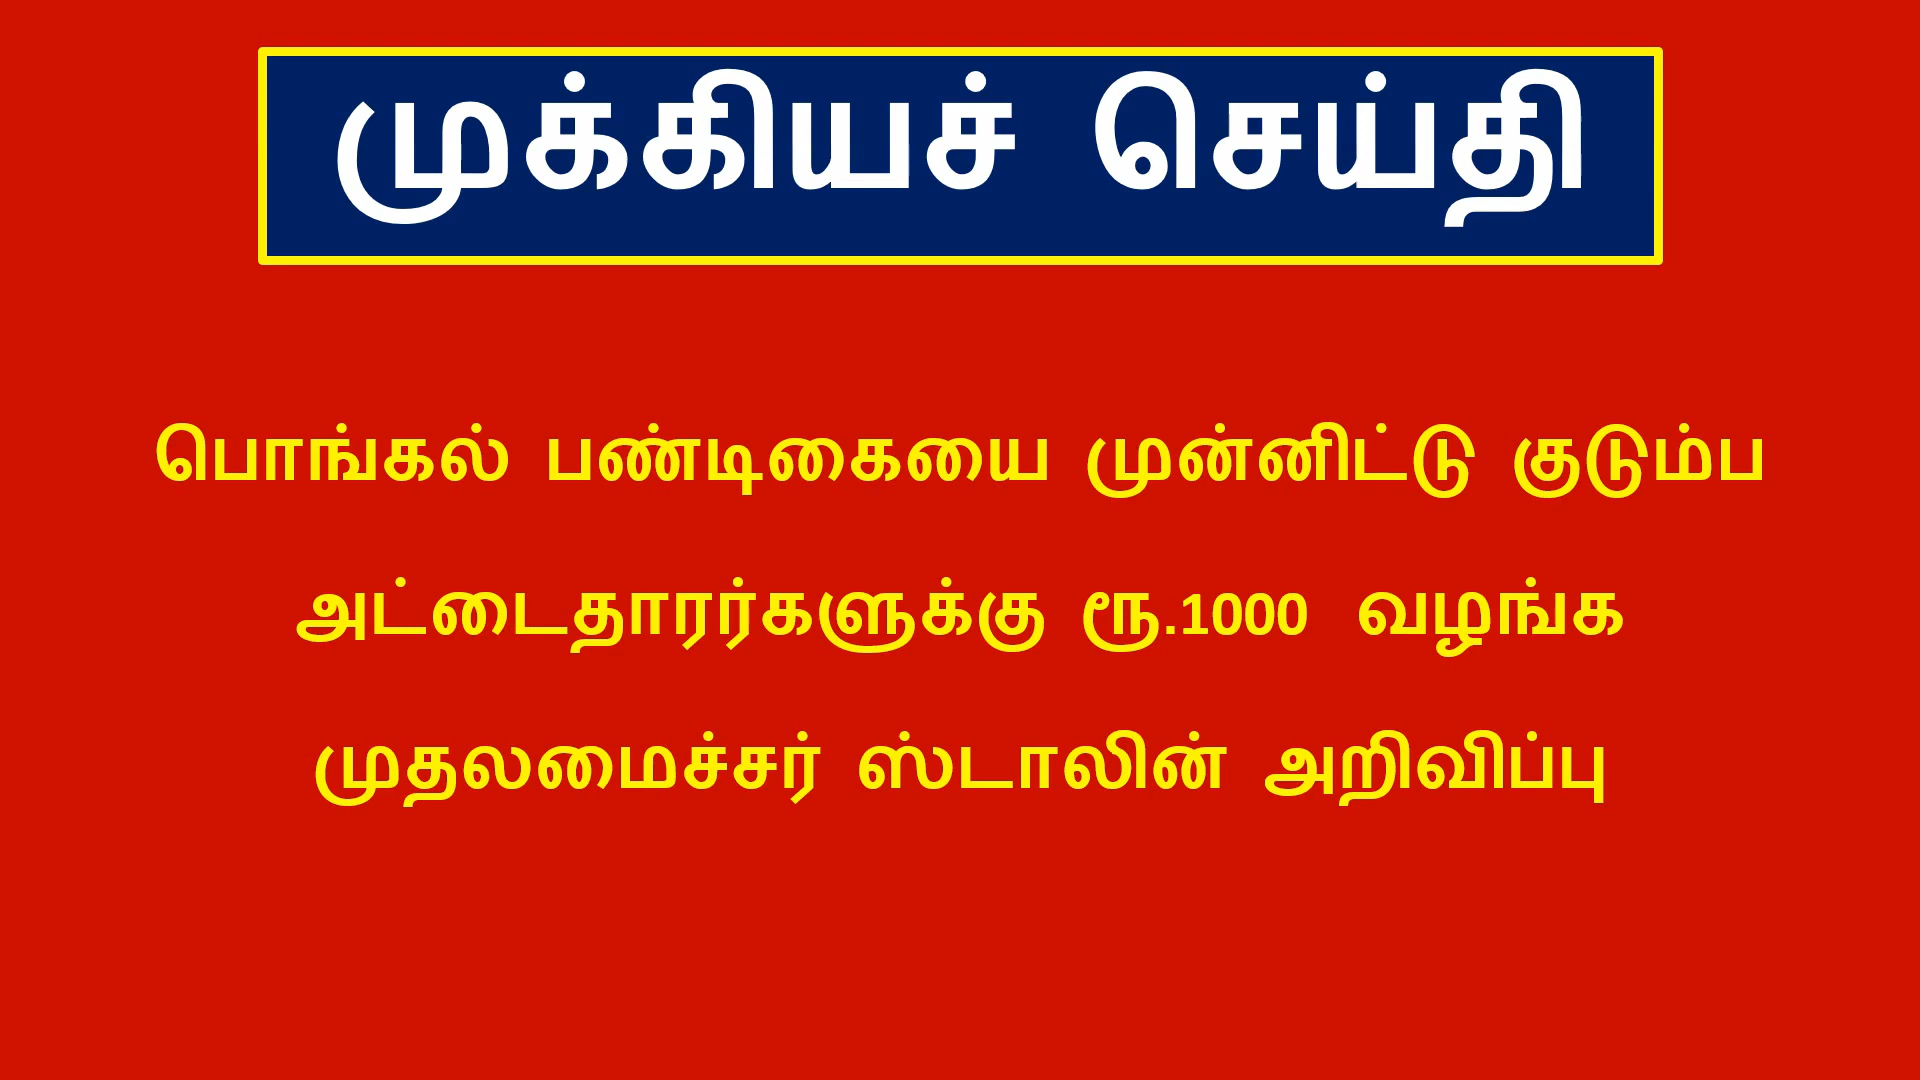 முக்கியச் செய்தி
பொங்கல் பண்டிகையை முன்னிட்டு குடும்ப
அட்டைதாரர்களுக்கு ரூ.1000 வழங்க
முதலமைச்சர் ஸ்டாலின் அறிவிப்பு